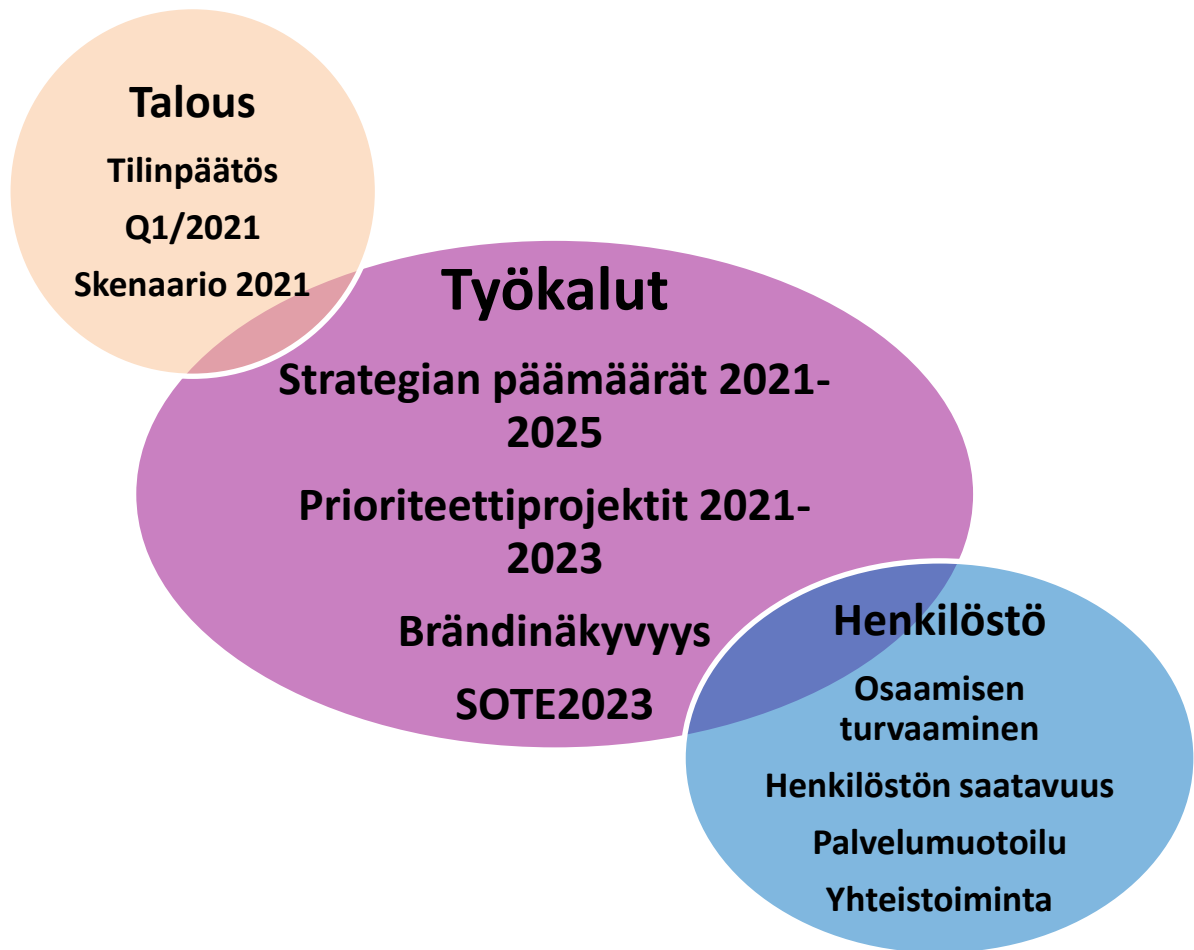 Talous
Tilinpäätös
Q1/2021
Skenaario 2021
Työkalut
Strategian päämäärät 2021-
2025
Prioriteettiprojektit 2021-
2023
Brändinäkyvyys
SOTE2023
Henkilöstö
Osaamisen
turvaaminen
Henkilöstön saatavuus
Palvelumuotoilu
Yhteistoiminta